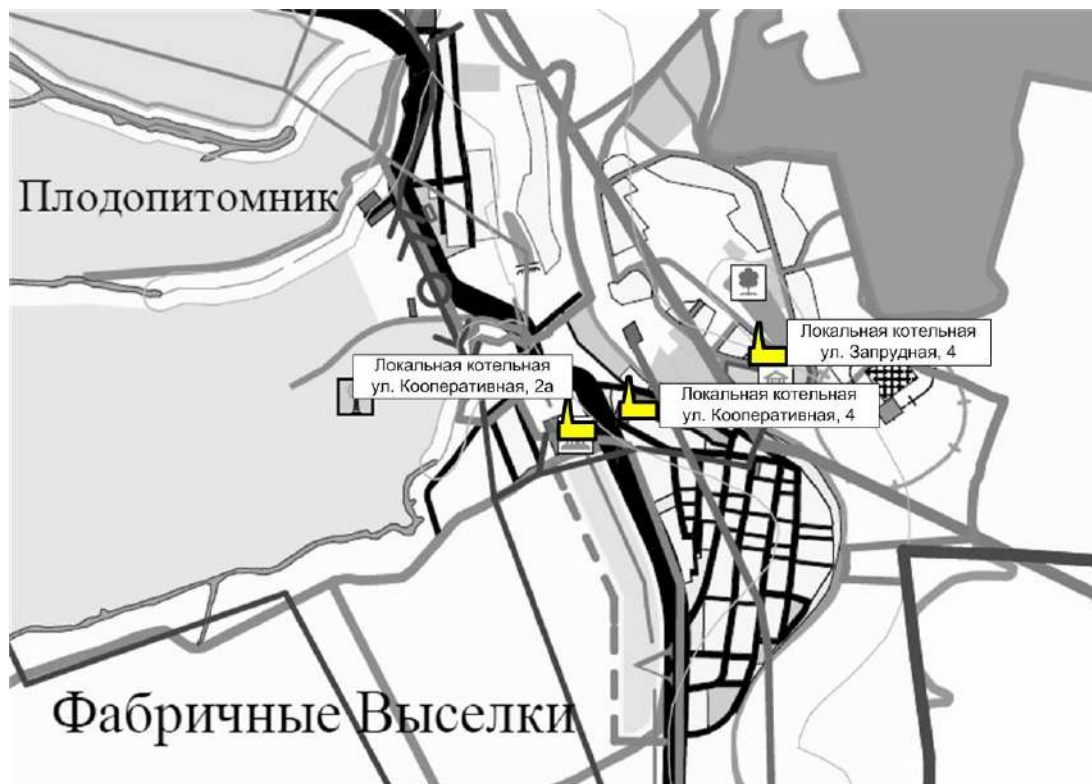 Плодопитомник
Локальная котельная
ул. Запрудная, 4
Локальная котельная
ул. Кооперативная, 2а
Локальная котельная
ул. Кооперативная, 4
Фабричные Выселки